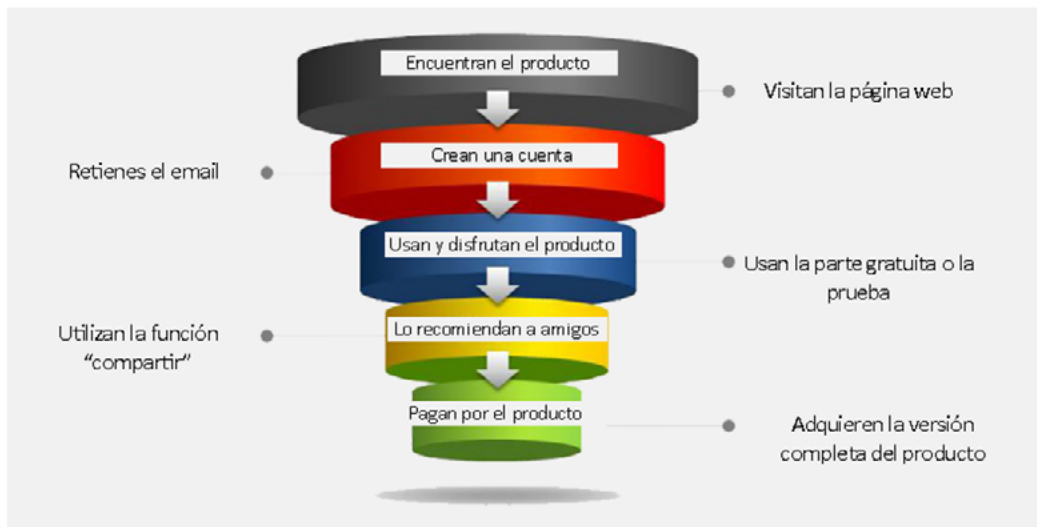 Encuentran el producto
Visitan la página web
Crean una cuenta
Retienes el email
Usan y disfrutan el producto
Usan la parte gratuita o la
prueba
Lo recomiendan a amigos
Utilizan la función
“compartir”
Pagan por el producto
Adquieren la versión
completa del producto